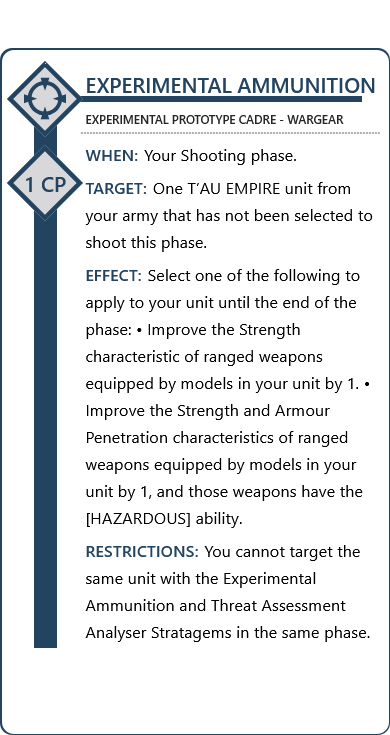 EXPERIMENTAL AMMUNITION
EXPERIMENTAL PROTOTYPE CADRE - WARGEAR
WHEN: Your Shooting phase.
1 CP
TARGET: One T'AU EMPIRE unit from
your army that has not been selected to
shoot this phase.
EFFECT: Select one of the following to
apply to your unit until the end of the
phase: • Improve the Strength
characteristic of ranged weapons
equipped by models in your unit by 1. •
Improve the Strength and Armour
Penetration characteristics of ranged
weapons equipped by models in your
unit by 1, and those weapons have the
[HAZARDOUS] ability.
RESTRICTIONS: You cannot target the
same unit with the Experimental
Ammunition and Threat Assessment
Analyser Stratagems in the same phase.